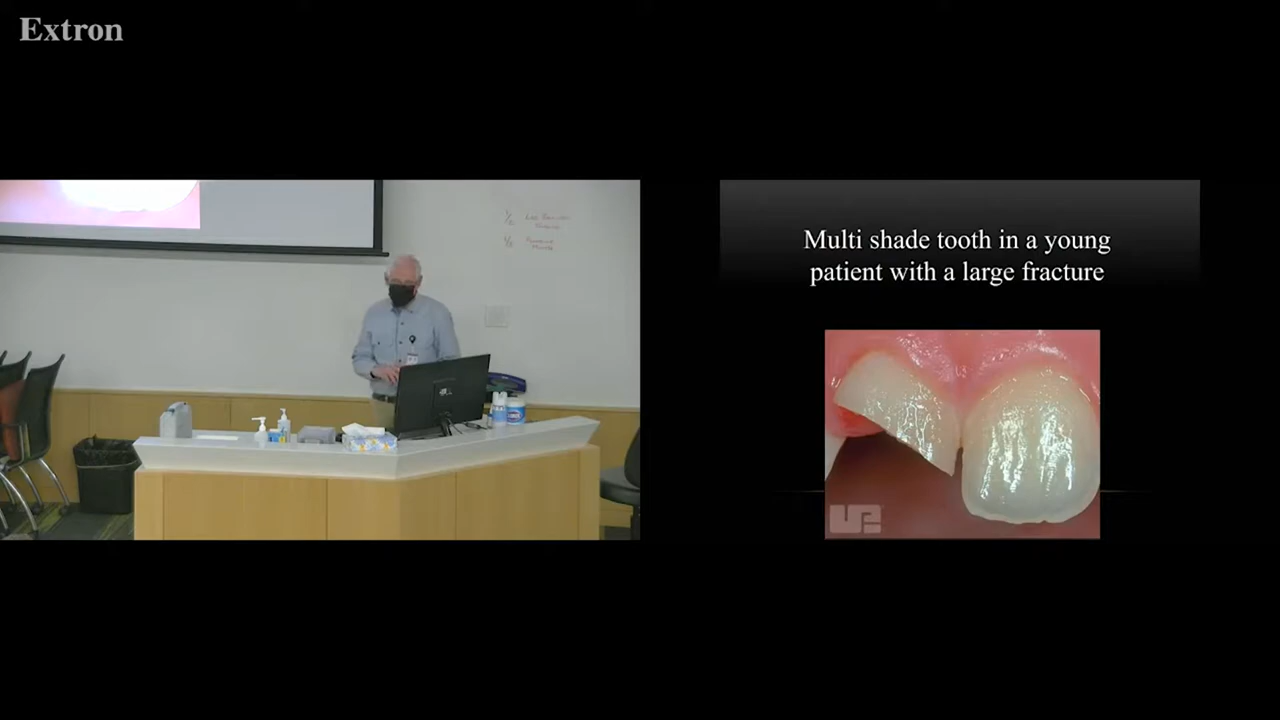 Extron
Multi shade tooth in a young
patient with a large fracture